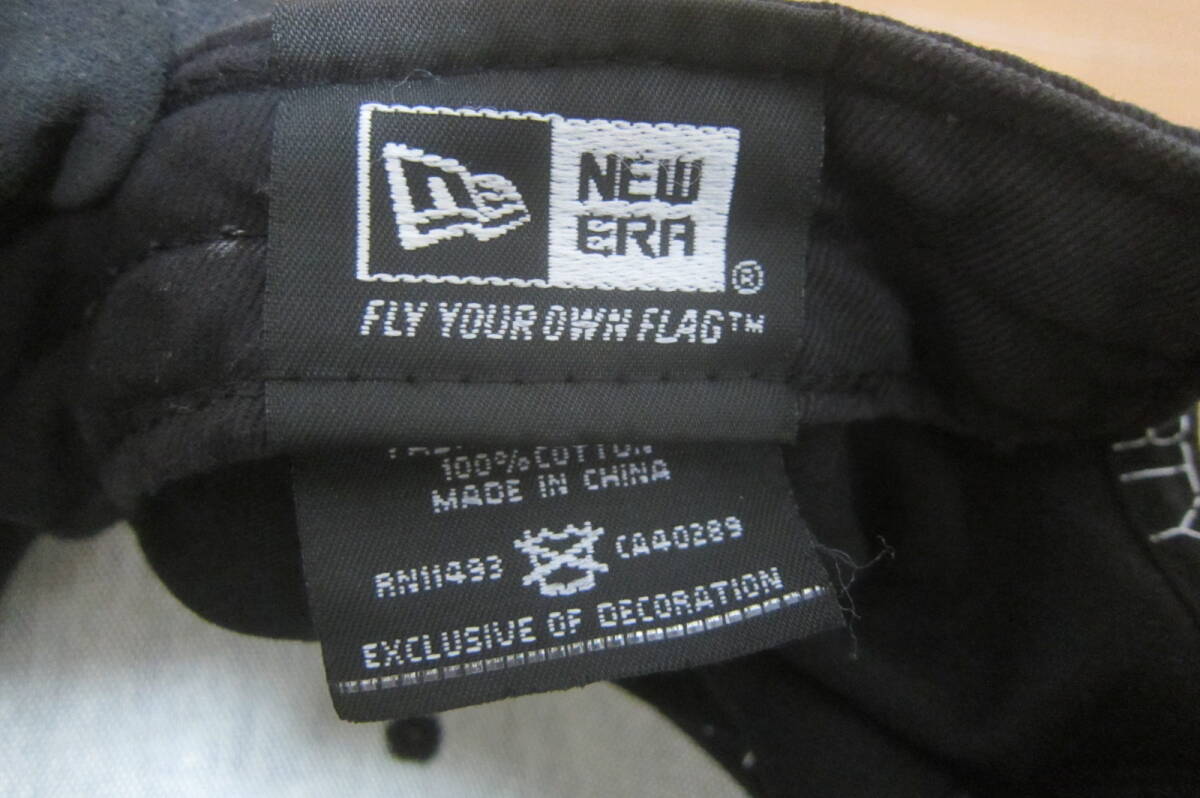 NEW
ERA®
FLY YOUR OWN FLAG™
100% COTTON
MADE IN CHINA
RN11493 CA40289
EXCLUSIVE OF DECORATION